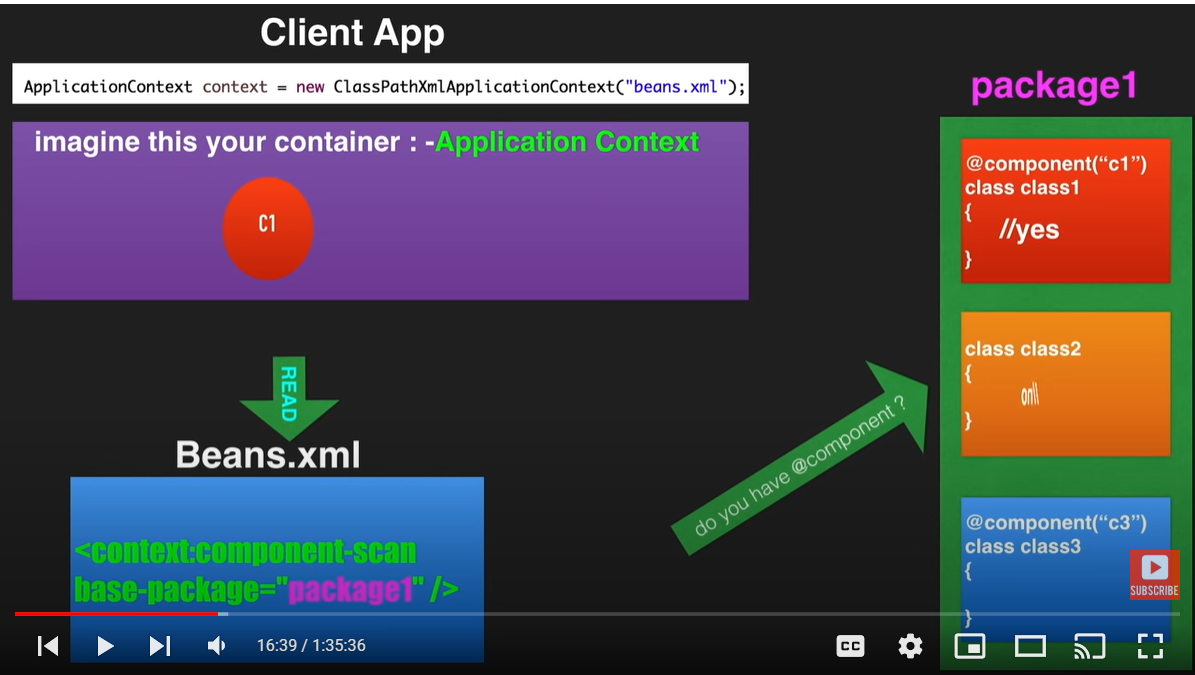 Client App
ApplicationContext context = new ClassPathXmlApplicationContext("beans.xml");
imagine this your container : -Application Context
C1
READ
Beans.xml
<context:component-scan
base-package="package1" />
do you have @component ?
package1
@component(“c1”)
class class1
{
//yes
}
class class2
{
on\\
}
@component(“c3”)
class class3
{
}
SUBSCRIBE
16:39 / 1:35:36
CC